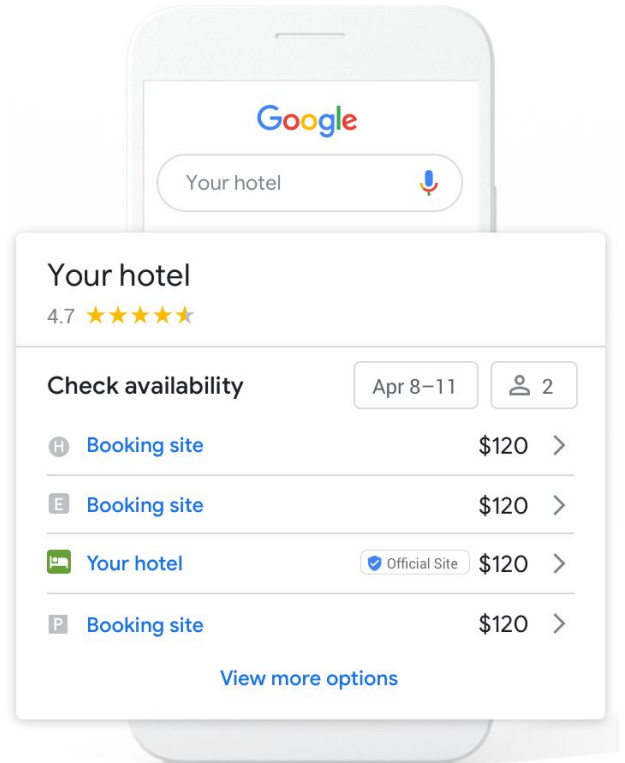 Google
Your hotel
Your hotel
4.7
Check availability Apr 8–11 2
H Booking site $120
E Booking site $120
Your hotel Official Site $120
P Booking site $120
View more options